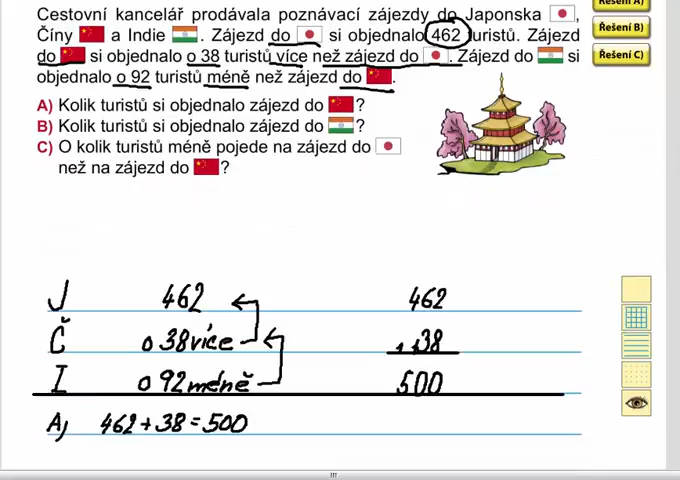 Cestovní kancelář prodávala poznávací zájezdy do Japonska ,
Řešení A)
Číny a Indie . Zájezd do si objednalo 462 turistů. Zájezd
Řešení B)
do si objednalo o 38 turistů více než zájezd do . Zájezd do si
Řešení C)
objednalo o 92 turistů méně než zájezd do .
A) Kolik turistů si objednalo zájezd do ?
B) Kolik turistů si objednalo zájezd do ?
C) O kolik turistů méně pojede na zájezd do
než na zájezd do ?
J 462 462
Č o 38 více 38
I o 92 méně 500
A) 462 + 38 = 500